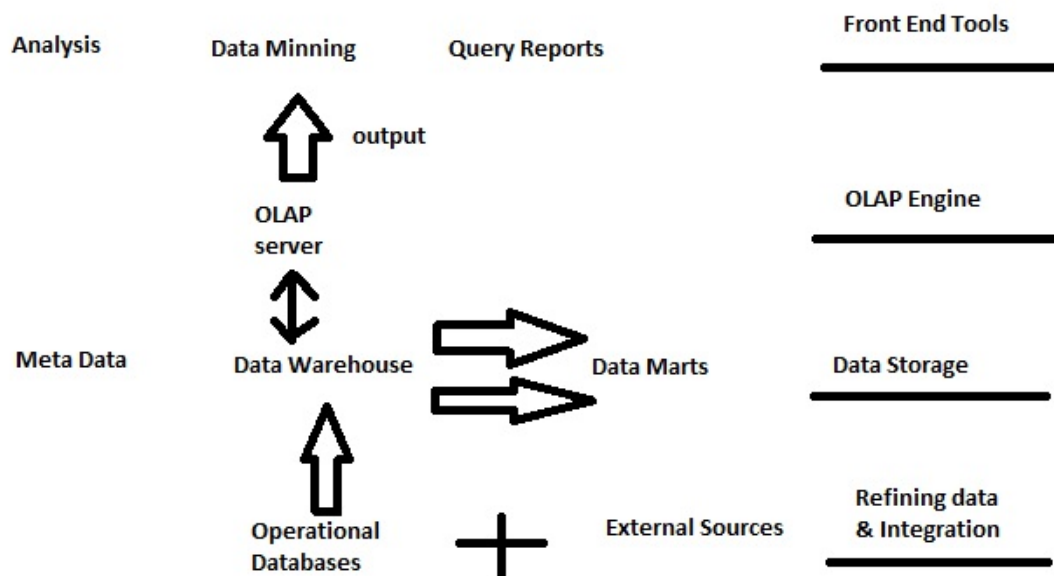 Analysis
Data Minning
Query Reports
Front End Tools
output
OLAP
server
OLAP Engine
Meta Data
Data Warehouse
Data Marts
Data Storage
Operational
Databases
External Sources
Refining data
& Integration